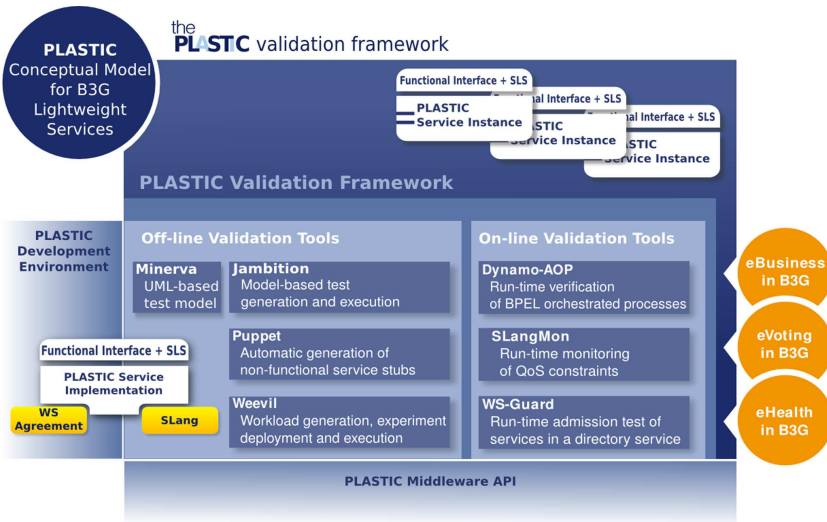 the
PLASTIC validation framework
PLASTIC
Conceptual Model
for B3G
Lightweight
Services
Functional Interface + SLS
PLASTIC
Service Instance
al Interface + SLS
STIC
Service Instance
nal Interface + SLS
STIC
Service Instance
PLASTIC Validation Framework
PLASTIC
Development
Environment
Off-line Validation Tools
Minerva
UML-based
test model
Jambition
Model-based test
generation and execution
Puppet
Automatic generation of
non-functional service stubs
Weevil
Workload generation, experiment
deployment and execution
On-line Validation Tools
Dynamo-AOP
Run-time verification
of BPEL orchestrated processes
SLangMon
Run-time monitoring
of QoS constraints
WS-Guard
Run-time admission test of
services in a directory service
eBusiness
in B3G
eVoting
in B3G
eHealth
in B3G
Functional Interface + SLS
PLASTIC Service
Implementation
WS
Agreement
SLang
PLASTIC Middleware API